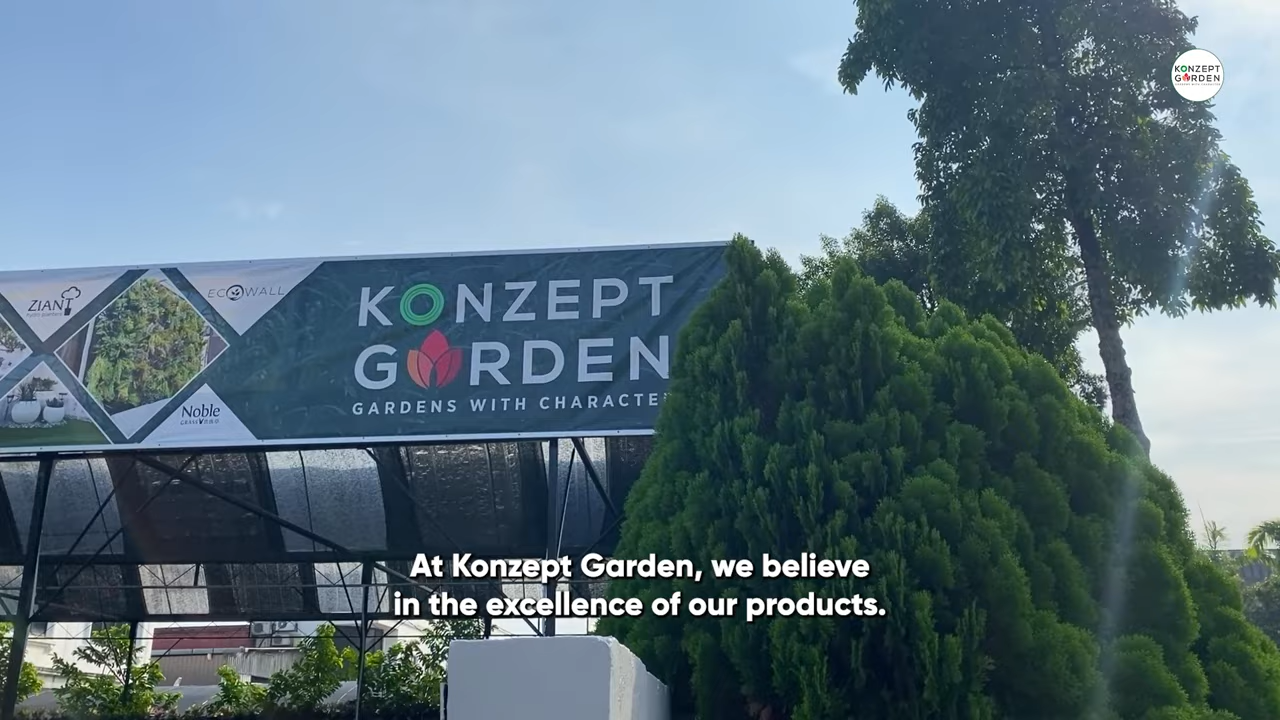 KONZEPT
GARDEN
ZIANT
ECOWALL
KONZEPT
GARDEN
GARDENS WITH CHARACTE
Noble
At Konzept Garden, we believe
in the excellence of our products.